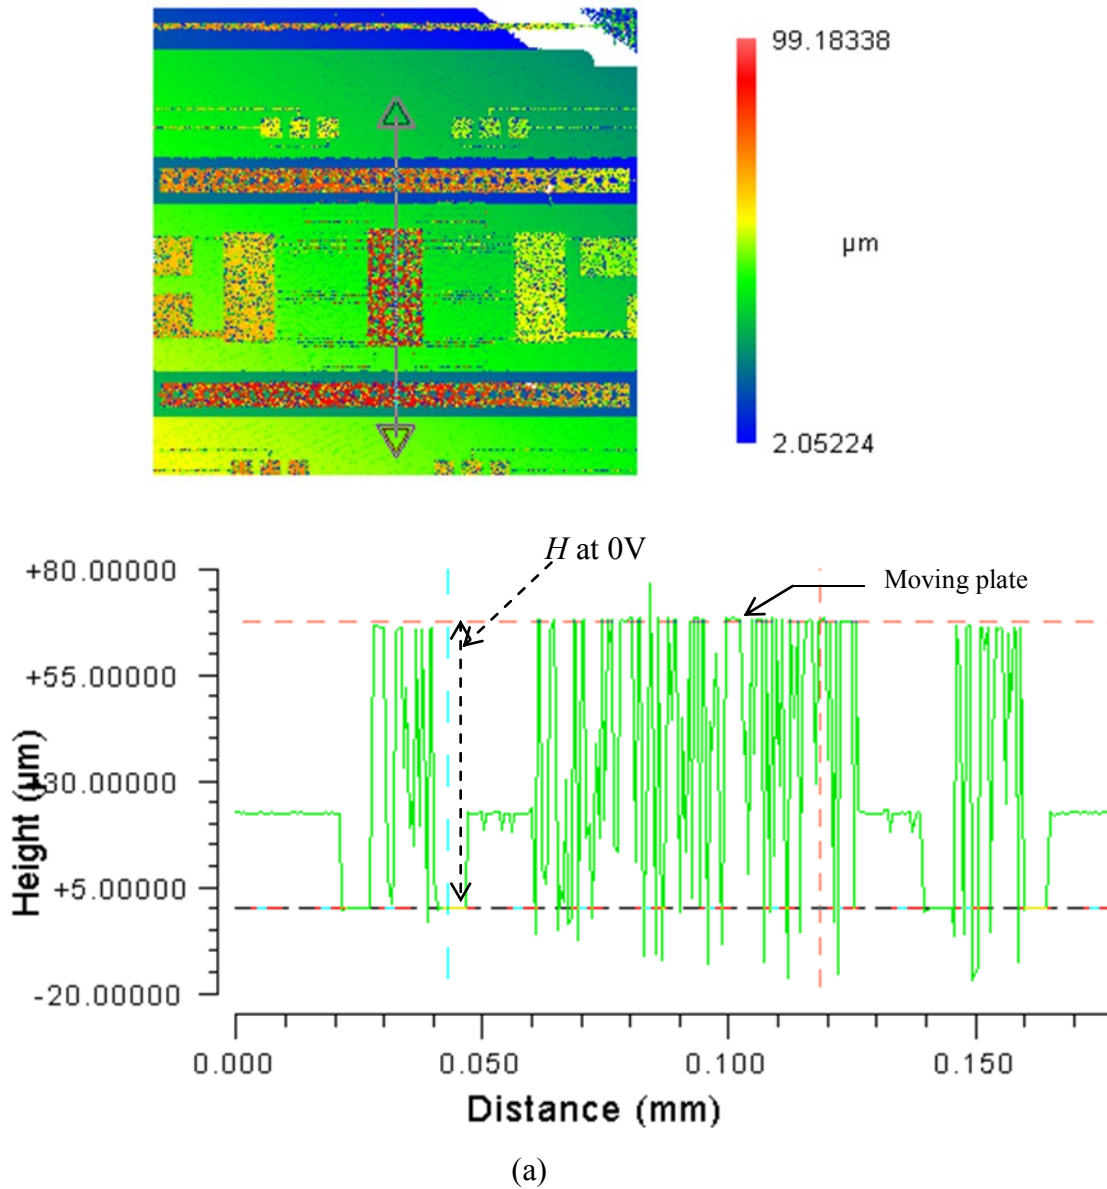 99.18338
µm
2.05224
H at 0V
Moving plate
+80.00000
+55.00000
+30.00000
+5.00000
-20.00000
Height (µm)
0.000 0.050 0.100 0.150
Distance (mm)
(a)